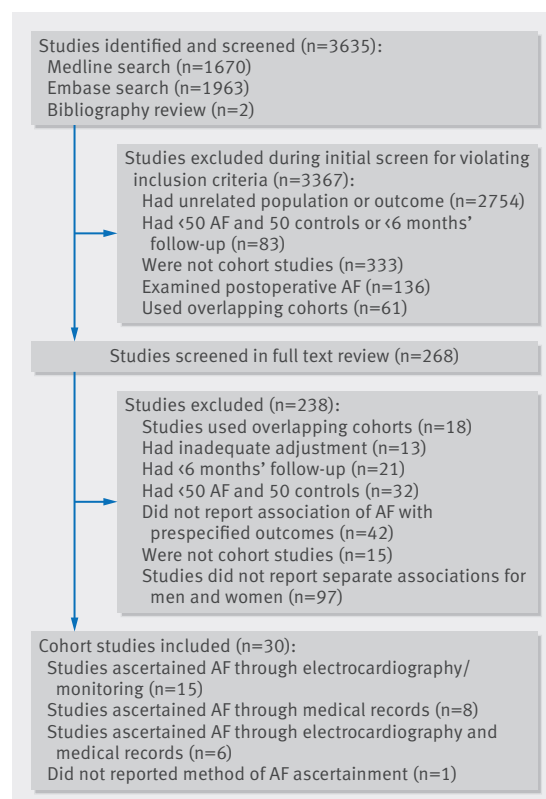 Studies identified and screened (n=3635):
Medline search (n=1670)
Embase search (n=1963)
Bibliography review (n=2)
Studies excluded during initial screen for violating
inclusion criteria (n=3367):
Had unrelated population or outcome (n=2754)
Had <50 AF and 50 controls or <6 months’
follow-up (n=83)
Were not cohort studies (n=333)
Examined postoperative AF (n=136)
Used overlapping cohorts (n=61)
Studies screened in full text review (n=268)
Studies excluded (n=238):
Studies used overlapping cohorts (n=18)
Had inadequate adjustment (n=13)
Had <6 months’ follow-up (n=21)
Had <50 AF and 50 controls (n=32)
Did not report association of AF with
prespecified outcomes (n=42)
Were not cohort studies (n=15)
Studies did not report separate associations for
men and women (n=97)
Cohort studies included (n=30):
Studies ascertained AF through electrocardiography/
monitoring (n=15)
Studies ascertained AF through medical records (n=8)
Studies ascertained AF through electrocardiography and
medical records (n=6)
Did not reported method of AF ascertainment (n=1)